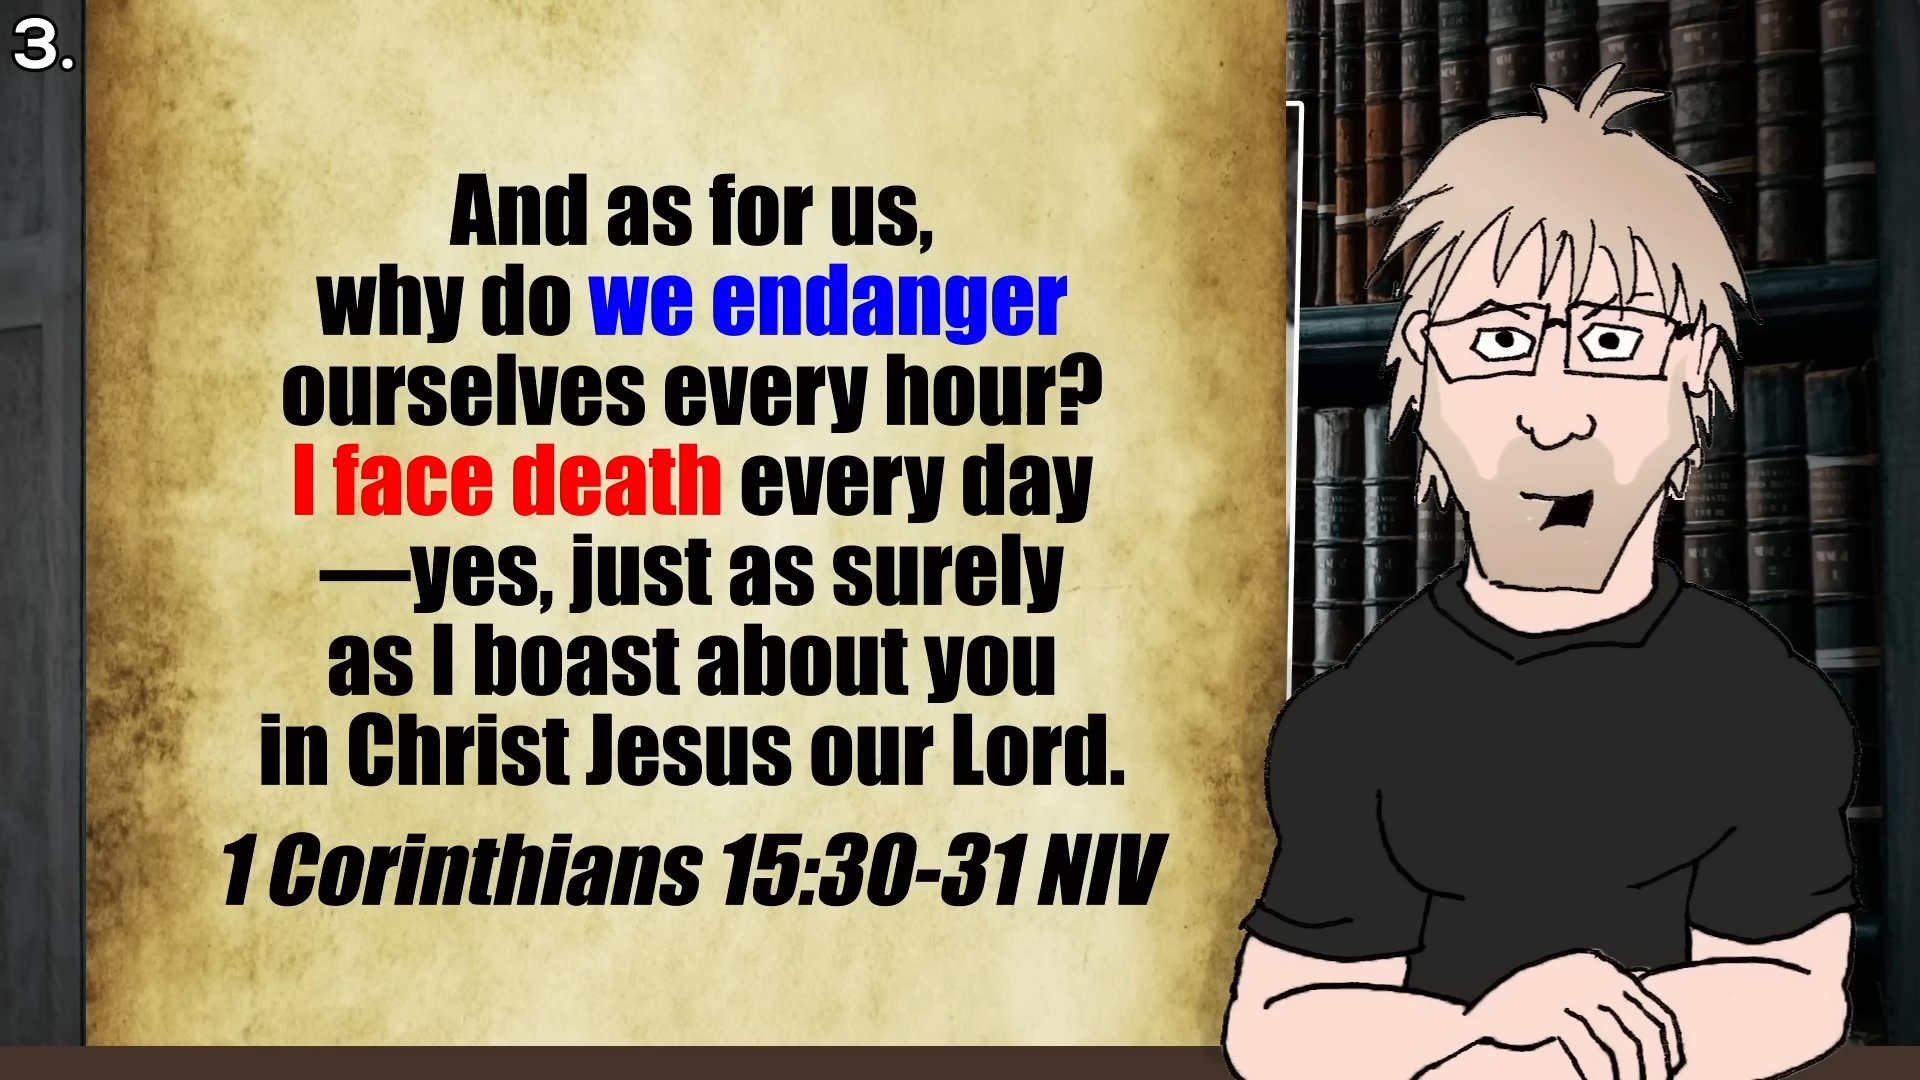 3.
And as for us,
why do we endanger
ourselves every hour?
I face death every day
—yes, just as surely
as I boast about you
in Christ Jesus our Lord.
1 Corinthians 15:30-31 NIV